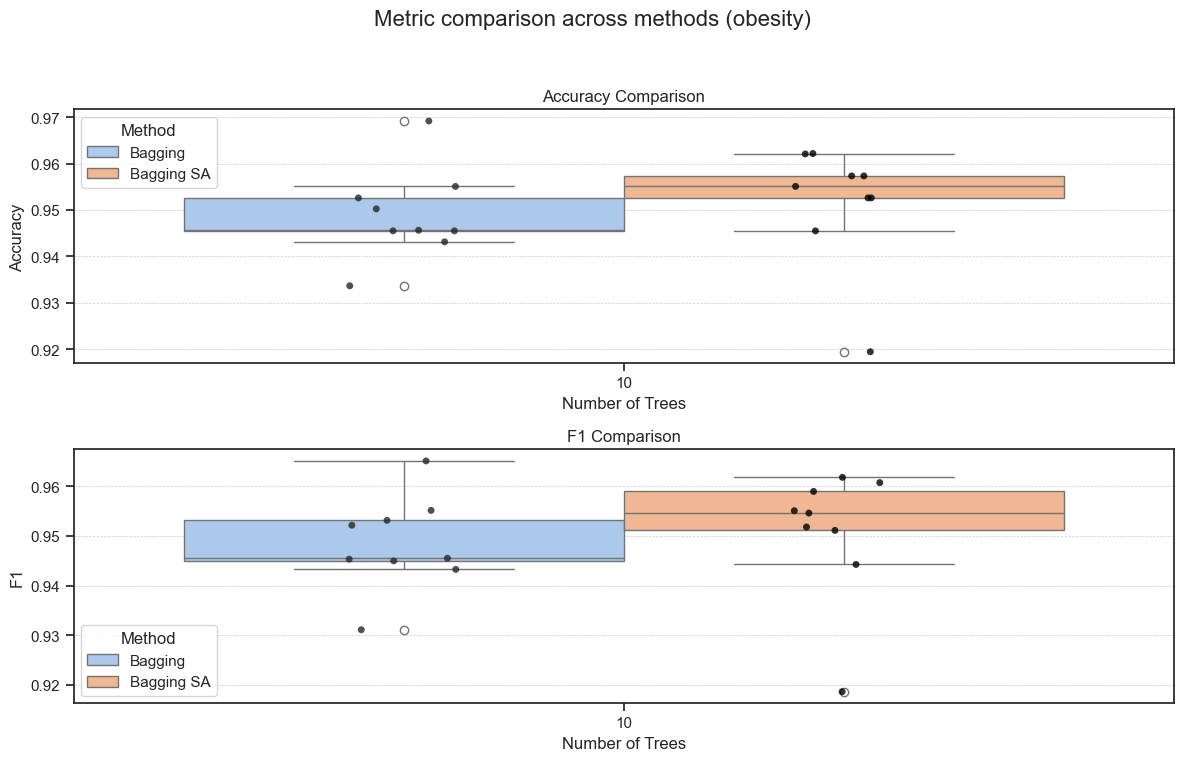 Metric comparison across methods (obesity)
Accuracy Comparison
0.97
0.96
0.95
0.94
0.93
0.92
Accuracy
Method
Bagging
Bagging SA
10
Number of Trees
F1 Comparison
0.96
0.95
0.94
0.93
0.92
F1
Method
Bagging
Bagging SA
10
Number of Trees